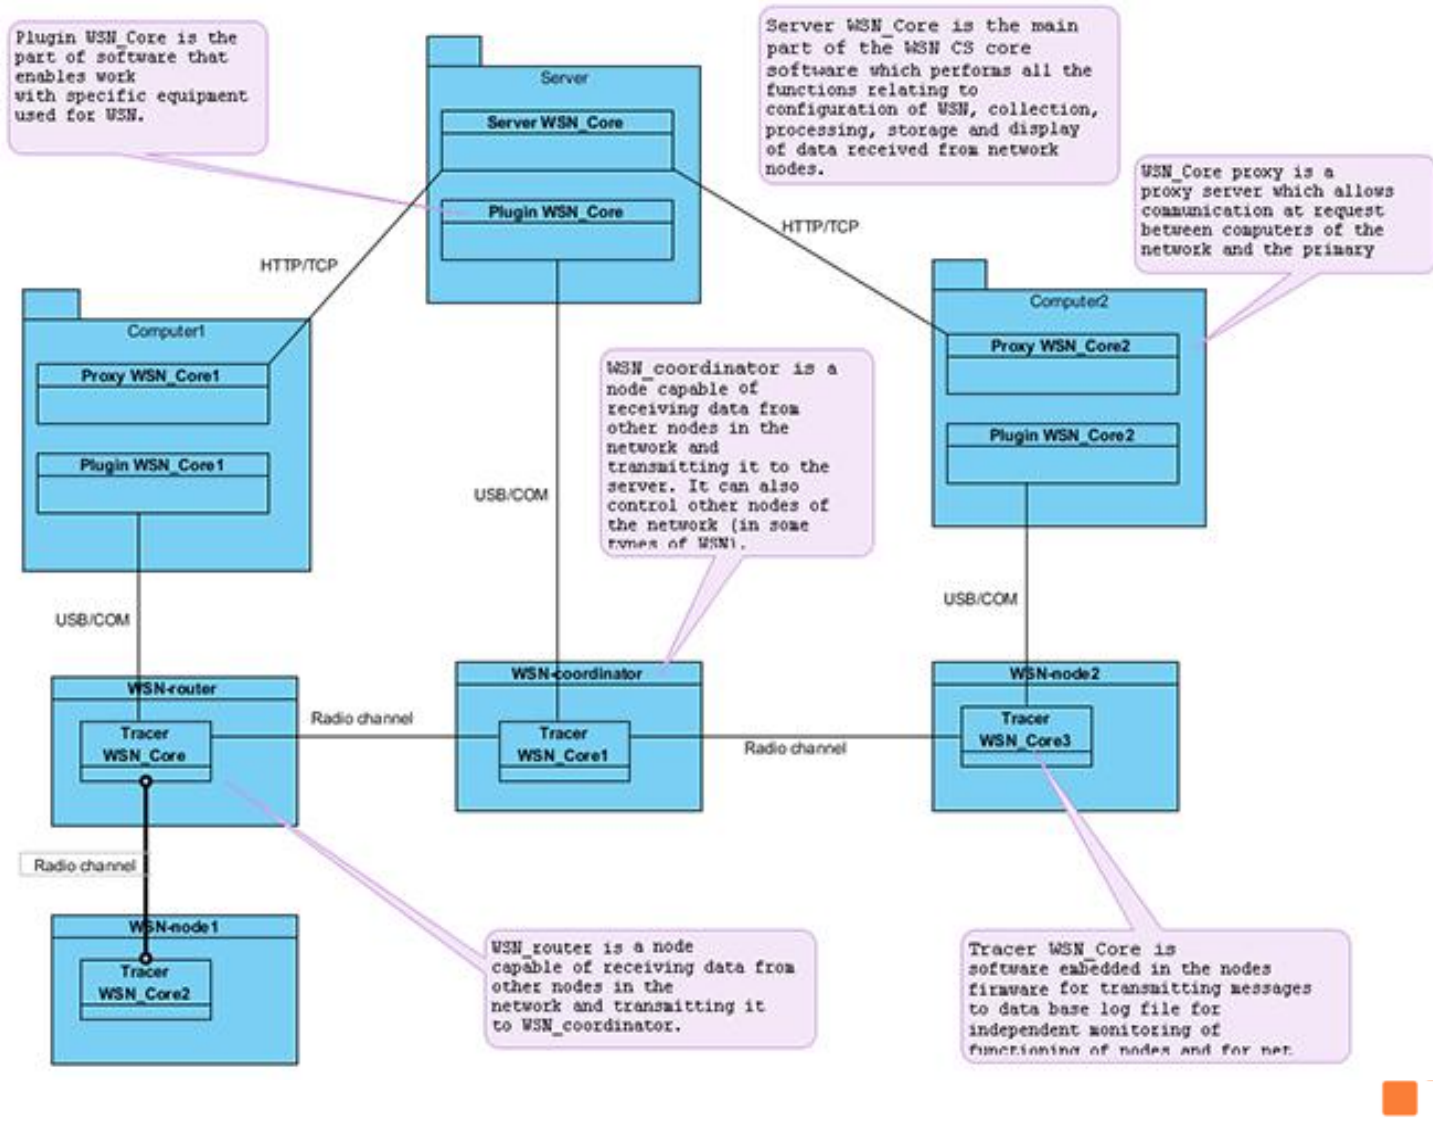 Plugin WSN_Core is the
part of software that
enables work
with specific equipment
used for WSN.
Server
Server WSN_Core
Plugin WSN_Core
Server WSN_Core is the main
part of the WSN CS core
software which performs all the
functions relating to
configuration of WSN, collection,
processing, storage and display
of data received from network
nodes.
WSN_Core proxy is a
proxy server which allows
communication at request
between computers of the
network and the primary
HTTP/TCP
HTTP/TCP
Computer1
Proxy WSN_Core1
Plugin WSN_Core1
Computer2
Proxy WSN_Core2
Plugin WSN_Core2
WSN_coordinator is a
node capable of
receiving data from
other nodes in the
network and
transmitting it to the
server. It can also
control other nodes of
the network (in some
types of WSN).
USB/COM
USB/COM
USB/COM
WSN-router
Tracer
WSN_Core
Radio channel
WSN-coordinator
Tracer
WSN_Core1
Radio channel
WSN-node2
Tracer
WSN_Core3
Radio channel
WSN-node1
Tracer
WSN_Core2
WSN_router is a node
capable of receiving data from
other nodes in the
network and transmitting it
to WSN_coordinator.
Tracer WSN_Core is
software embedded in the nodes
firmware for transmitting messages
to data base log file for
independent monitoring of
functioning of nodes and for net